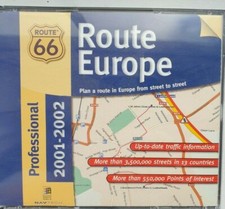 ROUTE
66
Route
Europe
Plan a route in Europe from street to street
Professional
2001-2002
Up-to-date traffic information
More than 3,500,000 streets in 13 countries
More than 550,000 Points of Interest